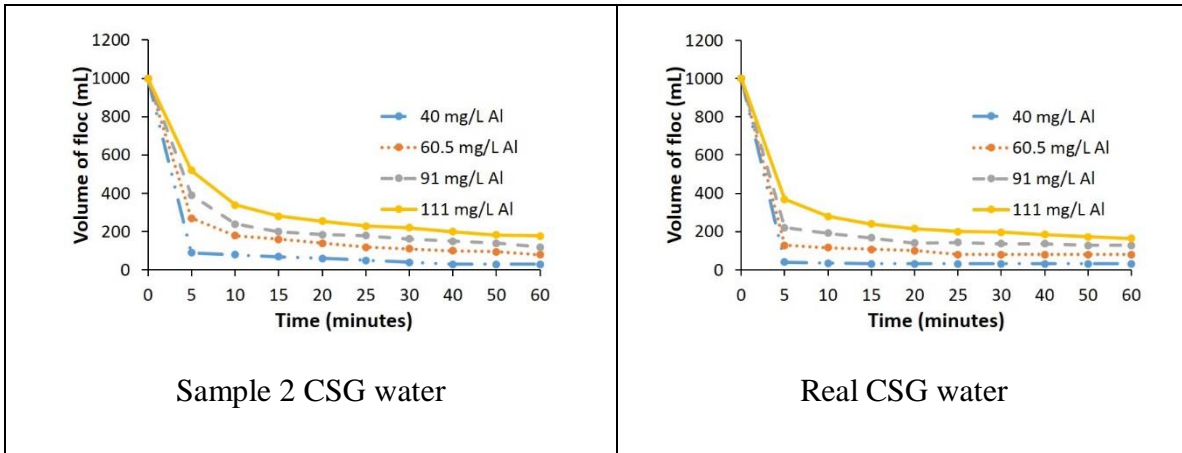 1200
1000
800
600
400
200
0
Volume of floc (mL)
40 mg/L Al
60.5 mg/L Al
91 mg/L Al
111 mg/L Al
0 5 10 15 20 25 30 40 50 60
Time (minutes)
Sample 2 CSG water
1200
1000
800
600
400
200
0
Volume of floc (mL)
40 mg/L Al
60.5 mg/L Al
91 mg/L Al
111 mg/L Al
0 5 10 15 20 25 30 40 50 60
Time (minutes)
Real CSG water